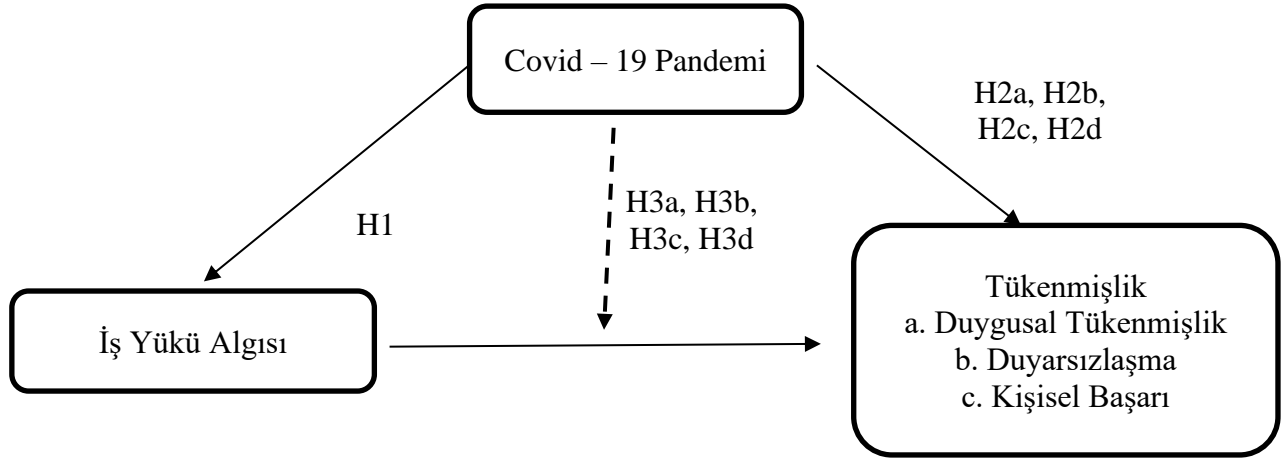 Covid – 19 Pandemi
H2a, H2b,
H2c, H2d
H3a, H3b,
H3c, H3d
H1
İş Yükü Algısı
Tükenmişlik
a. Duygusal Tükenmişlik
b. Duyarsızlaşma
c. Kişisel Başarı